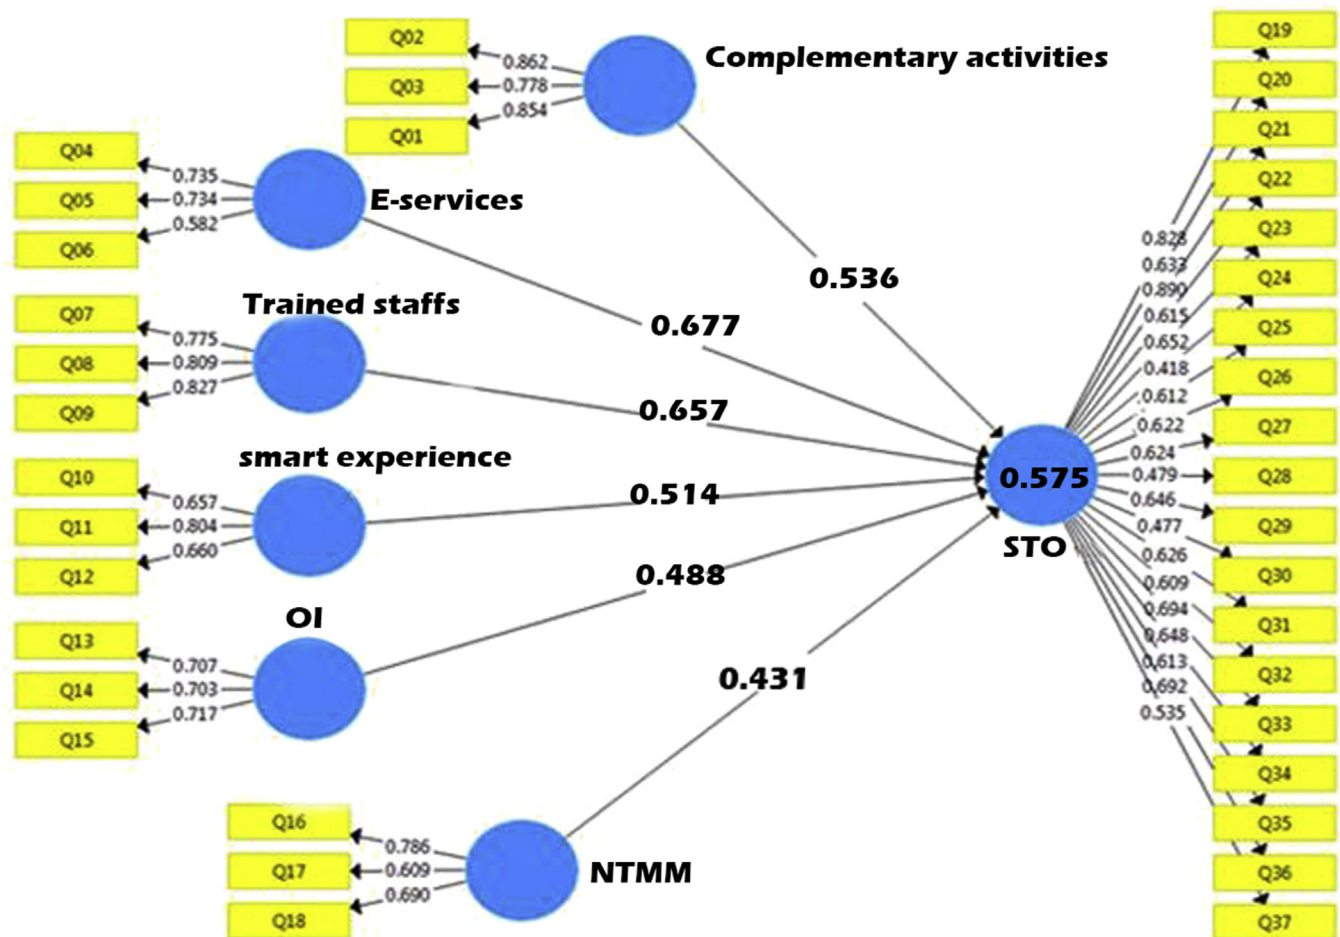 Q02
Q03
Q01
0.862
0.778
0.854
Complementary activities
Q04
Q05
Q06
0.735
0.734
0.582
E-services
Q07
Q08
Q09
0.775
0.809
0.827
Trained staffs
Q10
Q11
Q12
0.657
0.804
0.660
smart experience
Q13
Q14
Q15
0.707
0.703
0.717
OI
Q16
Q17
Q18
0.786
0.609
0.690
NTMM
0.536
0.677
0.657
0.514
0.488
0.431
0.575
STO
0.828
0.633
0.890
0.615
0.652
0.418
0.612
0.622
0.624
0.479
0.646
0.477
0.626
0.609
0.694
0.648
0.613
0.692
0.535
Q19
Q20
Q21
Q22
Q23
Q24
Q25
Q26
Q27
Q28
Q29
Q30
Q31
Q32
Q33
Q34
Q35
Q36
Q37